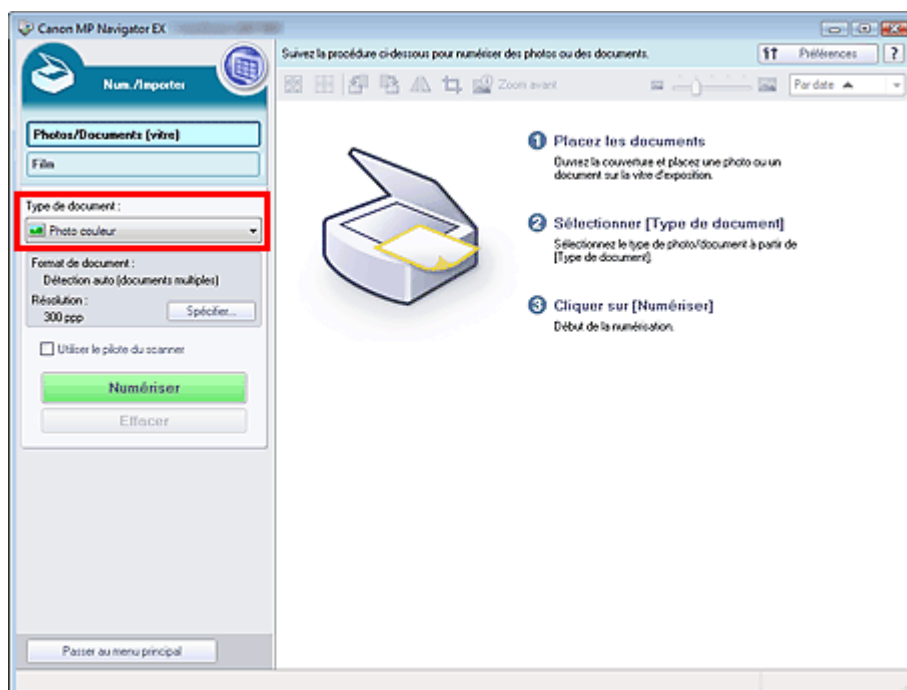 Canon MP Navigator EX
Num./Importer
Suivez la procédure ci-dessous pour numériser des photos ou des documents.
Préférences
?
Zoom avant
Par date
Photos/Documents (vitre)
Film
Type de document :
Photo couleur
Format de document :
Détection auto (documents multiples)
Résolution :
300 ppp
Spécifier...
Utiliser le pilote du scanner
Numériser
Effacer
1 Placez les documents
Ouvrez la couverture et placez une photo ou un
document sur la vitre d'exposition.
2 Sélectionner [Type de document]
Sélectionnez le type de photo/document à partir de
[Type de document].
3 Cliquer sur [Numériser]
Début de la numérisation.
Passer au menu principal